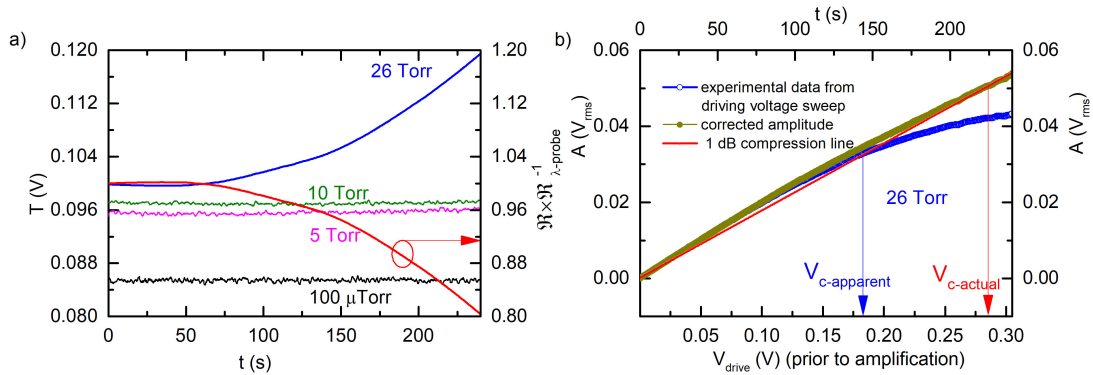 a)
0.120
0.112
0.104
0.096
0.088
0.080
T (V)
0
50
100
150
200
t (s)
26 Torr
10 Torr
5 Torr
100 μTorr
1.20
1.12
1.04
0.96
0.88
0.80
ℜ×ℜ⁻¹λ-probe
b)
t (s)
0 50 100 150 200
0.06
0.04
0.02
0.00
A (Vrms)
experimental data from
driving voltage sweep
corrected amplitude
1 dB compression line
26 Torr
Vc-apparent
Vc-actual
0.06
0.04
0.02
0.00
A (Vrms)
0.05 0.10 0.15 0.20 0.25 0.30
Vdrive (V) (prior to amplification)